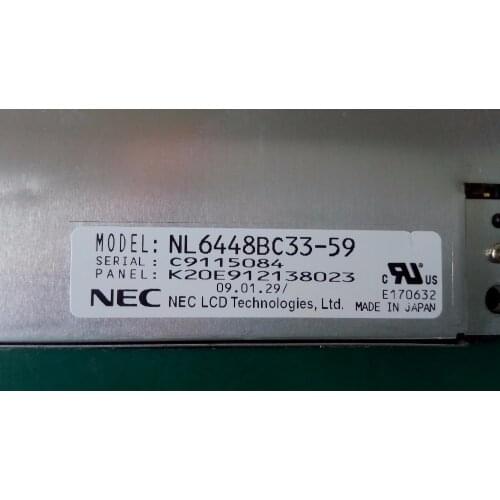 MODEL: NL6448BC33-59
SERIAL: C9115084
PANEL: K20E912138023
09.01.29/
NEC NEC LCD Technologies, Ltd.
c RU US
E170632
MADE IN JAPAN